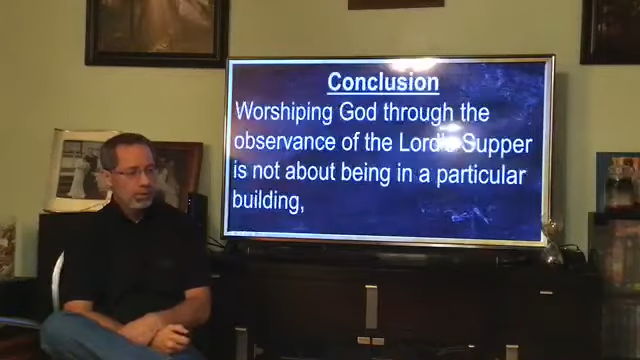 Conclusion
Worshiping God through the
observance of the Lord's Supper
is not about being in a particular
building,